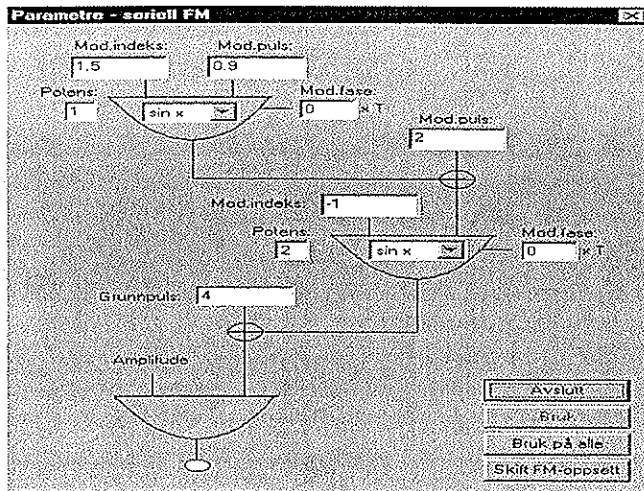 Parametre - seriell FM
Mod.indeks: Mod.puls:
1.5 0.9
Potens: Mod.fase
1 sin x 0 x T
Mod.puls:
2
Mod.indeks: -1
Potens: Mod.fase
2 sin x 0 x T
Grunnpuls: 4
Amplitude
Avslutt
Bruk
Bruk på alle
Skift FM-oppsett